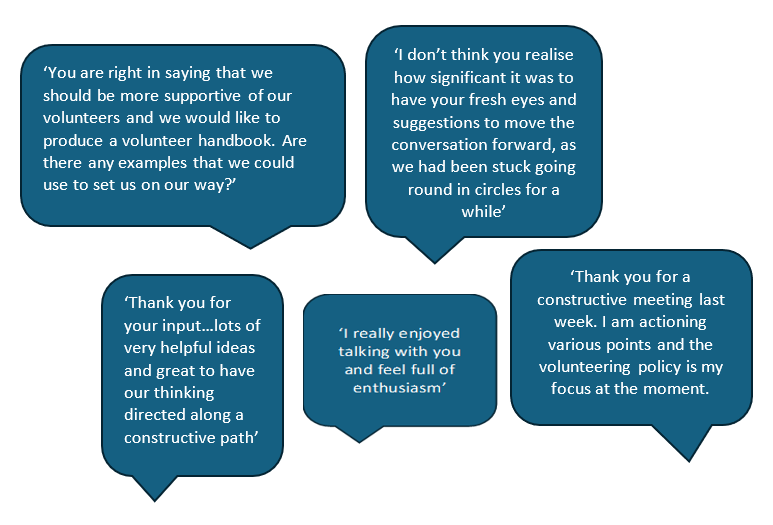 ‘You are right in saying that we
should be more supportive of our
volunteers and we would like to
produce a volunteer handbook. Are
there any examples that we could
use to set us on our way?’
‘I don’t think you realise
how significant it was to
have your fresh eyes and
suggestions to move the
conversation forward, as
we had been stuck going
round in circles for a
while’
‘Thank you for
your input…lots of
very helpful ideas
and great to have
our thinking
directed along a
constructive path’
‘I really enjoyed
talking with you
and feel full of
enthusiasm’
‘Thank you for a
constructive meeting last
week. I am actioning
various points and the
volunteering policy is my
focus at the moment.